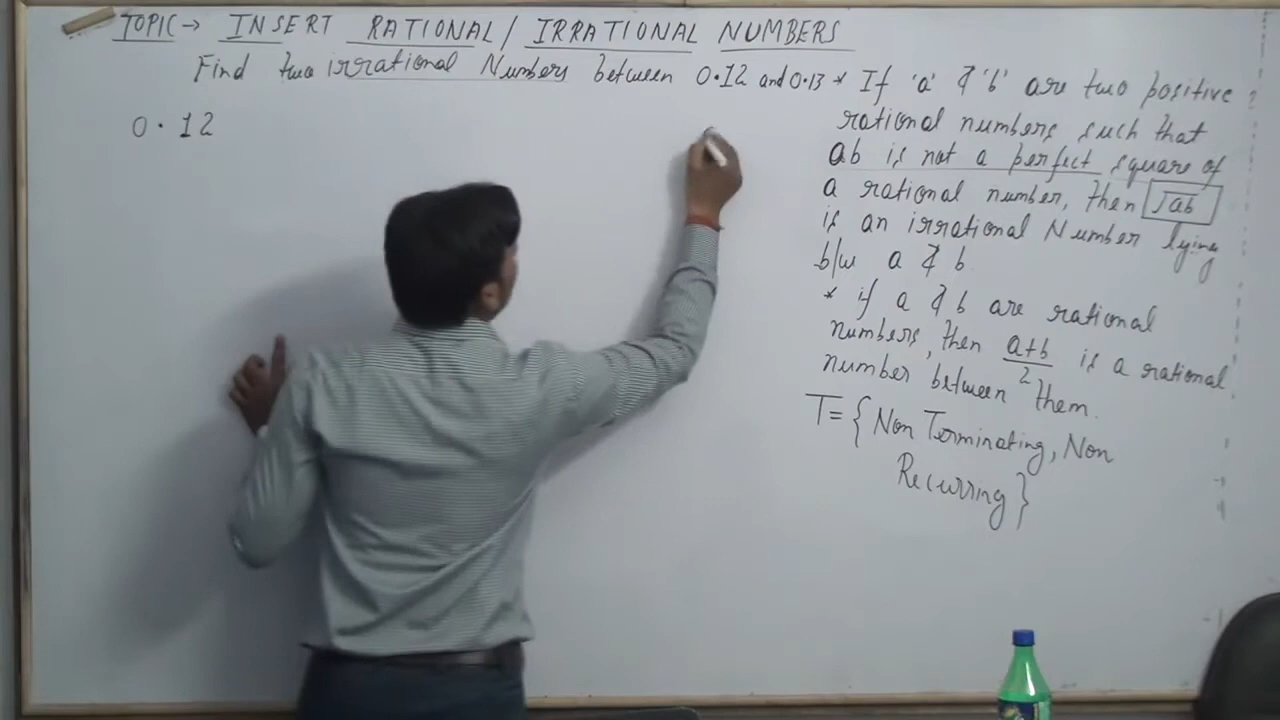 TOPIC→ INSERT RATIONAL/IRRATIONAL NUMBERS
Find two irrational Numbers between 0.12 and 0.13
0.12
* If 'a' & 'b' are two positive
rational numbers such that
ab is not a perfect square of
a rational number, then √ab
is an irrational Number lying
b/w a & b
* if a & b are rational
numbers, then a+b/2 is a rational
number between them.
T= {Non Terminating, Non
Recurring}